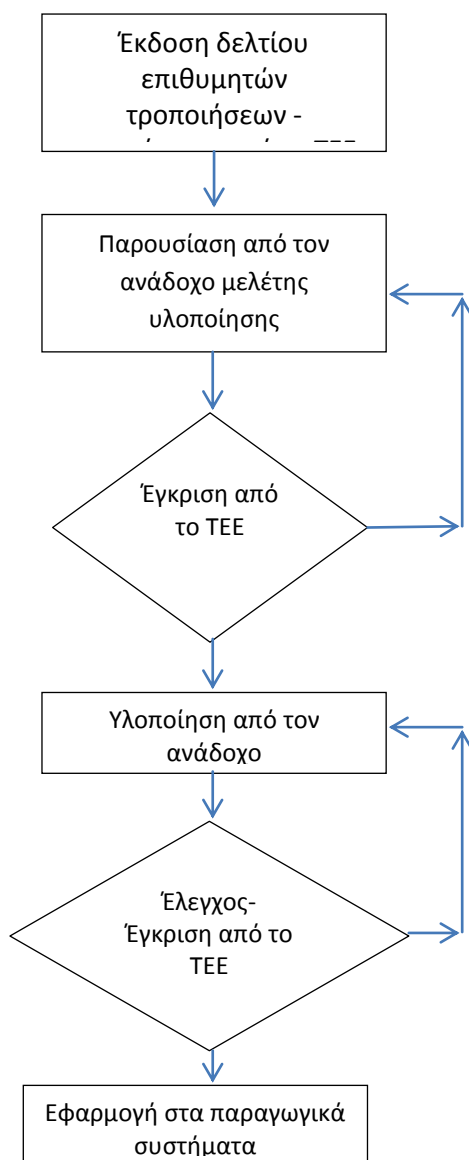 Έκδοση δελτίου
επιθυμητών
τροποιήσεων -
Παρουσίαση από τον
ανάδοχο μελέτης
υλοποίησης
Έγκριση από
το ΤΕΕ
Υλοποίηση από τον
ανάδοχο
Έλεγχος-
Έγκριση από το
ΤΕΕ
Εφαρμογή στα παραγωγικά
συστήματα